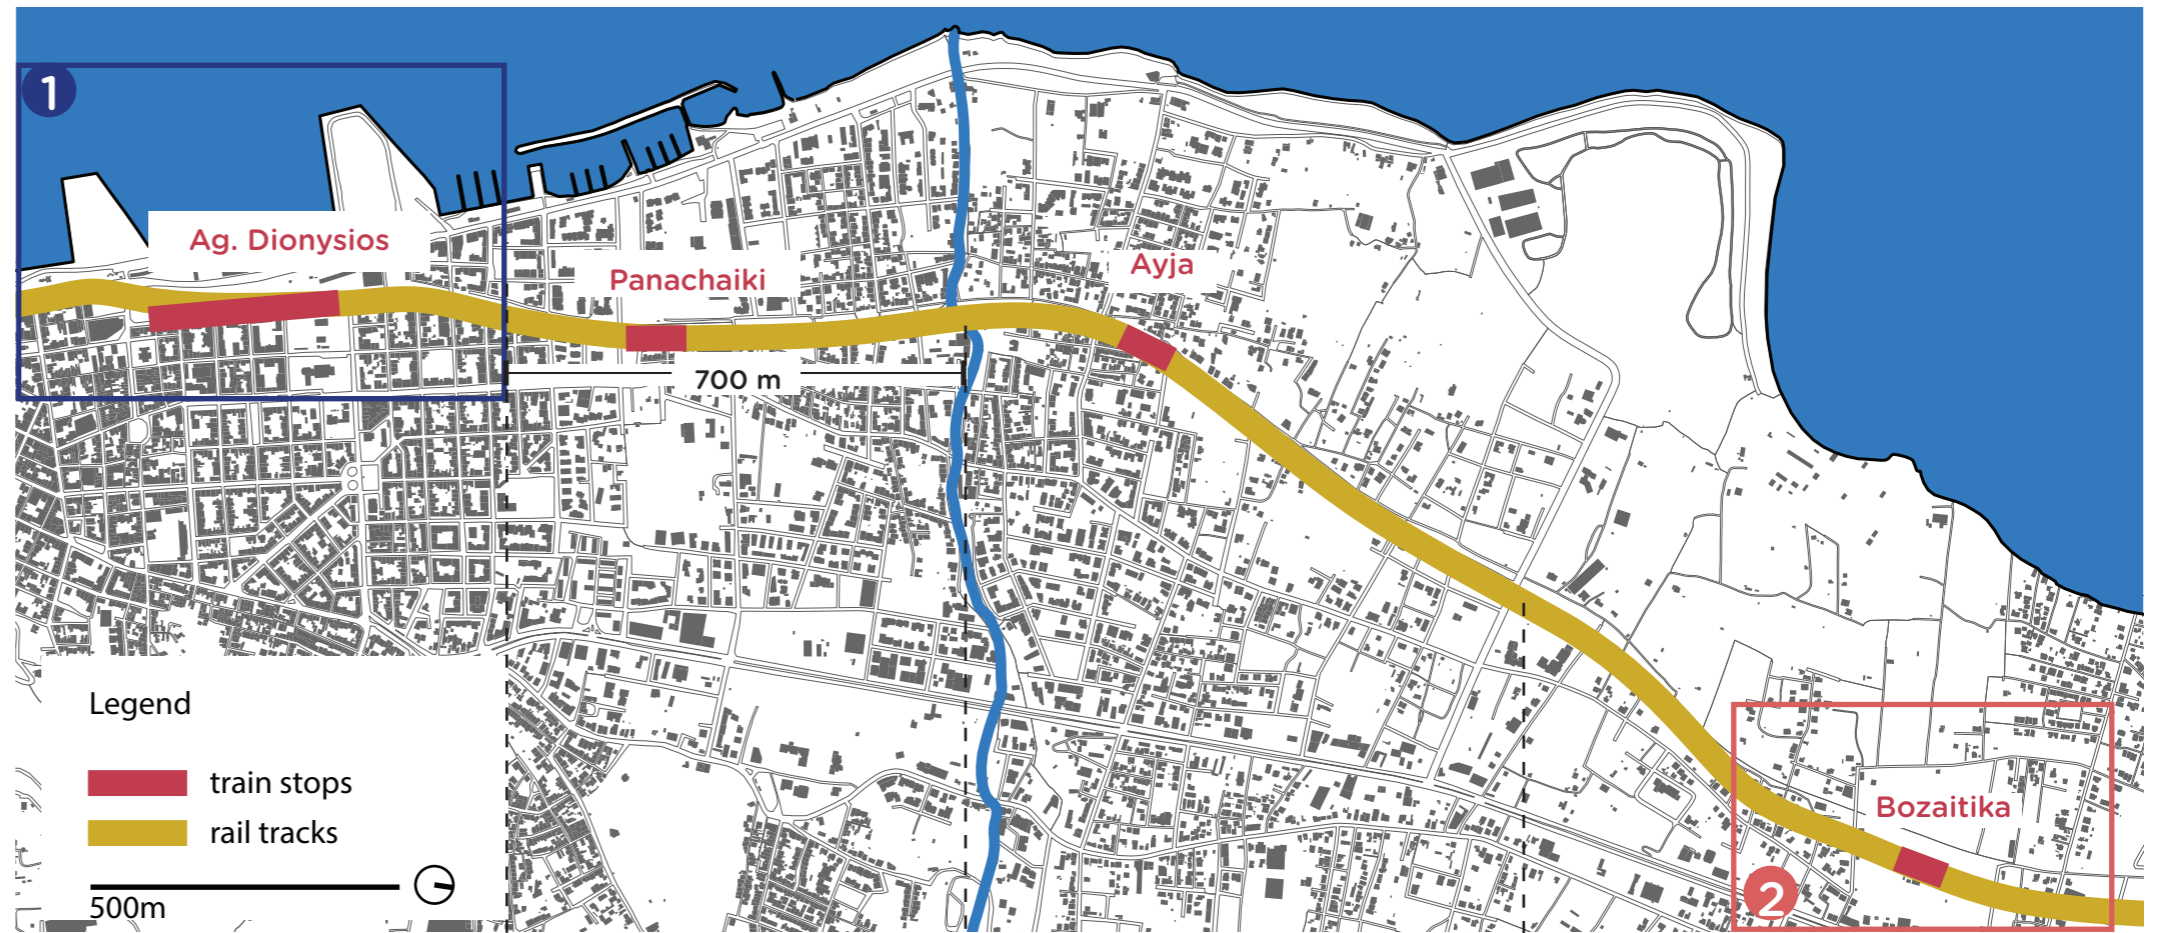 1
Ag. Dionysios
Panachaiki
Ayja
700 m
Legend
train stops
rail tracks
500m
Bozaitika
2